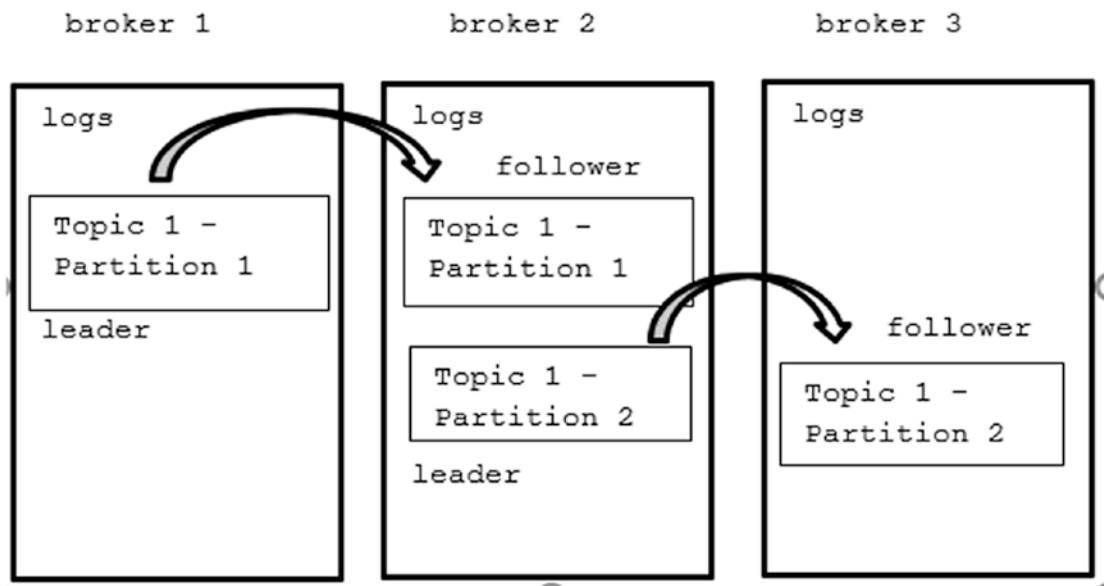 broker 1
broker 2
broker 3
logs
Topic 1 –
Partition 1
leader
logs
follower
Topic 1 –
Partition 1
Topic 1 –
Partition 2
leader
logs
follower
Topic 1 –
Partition 2